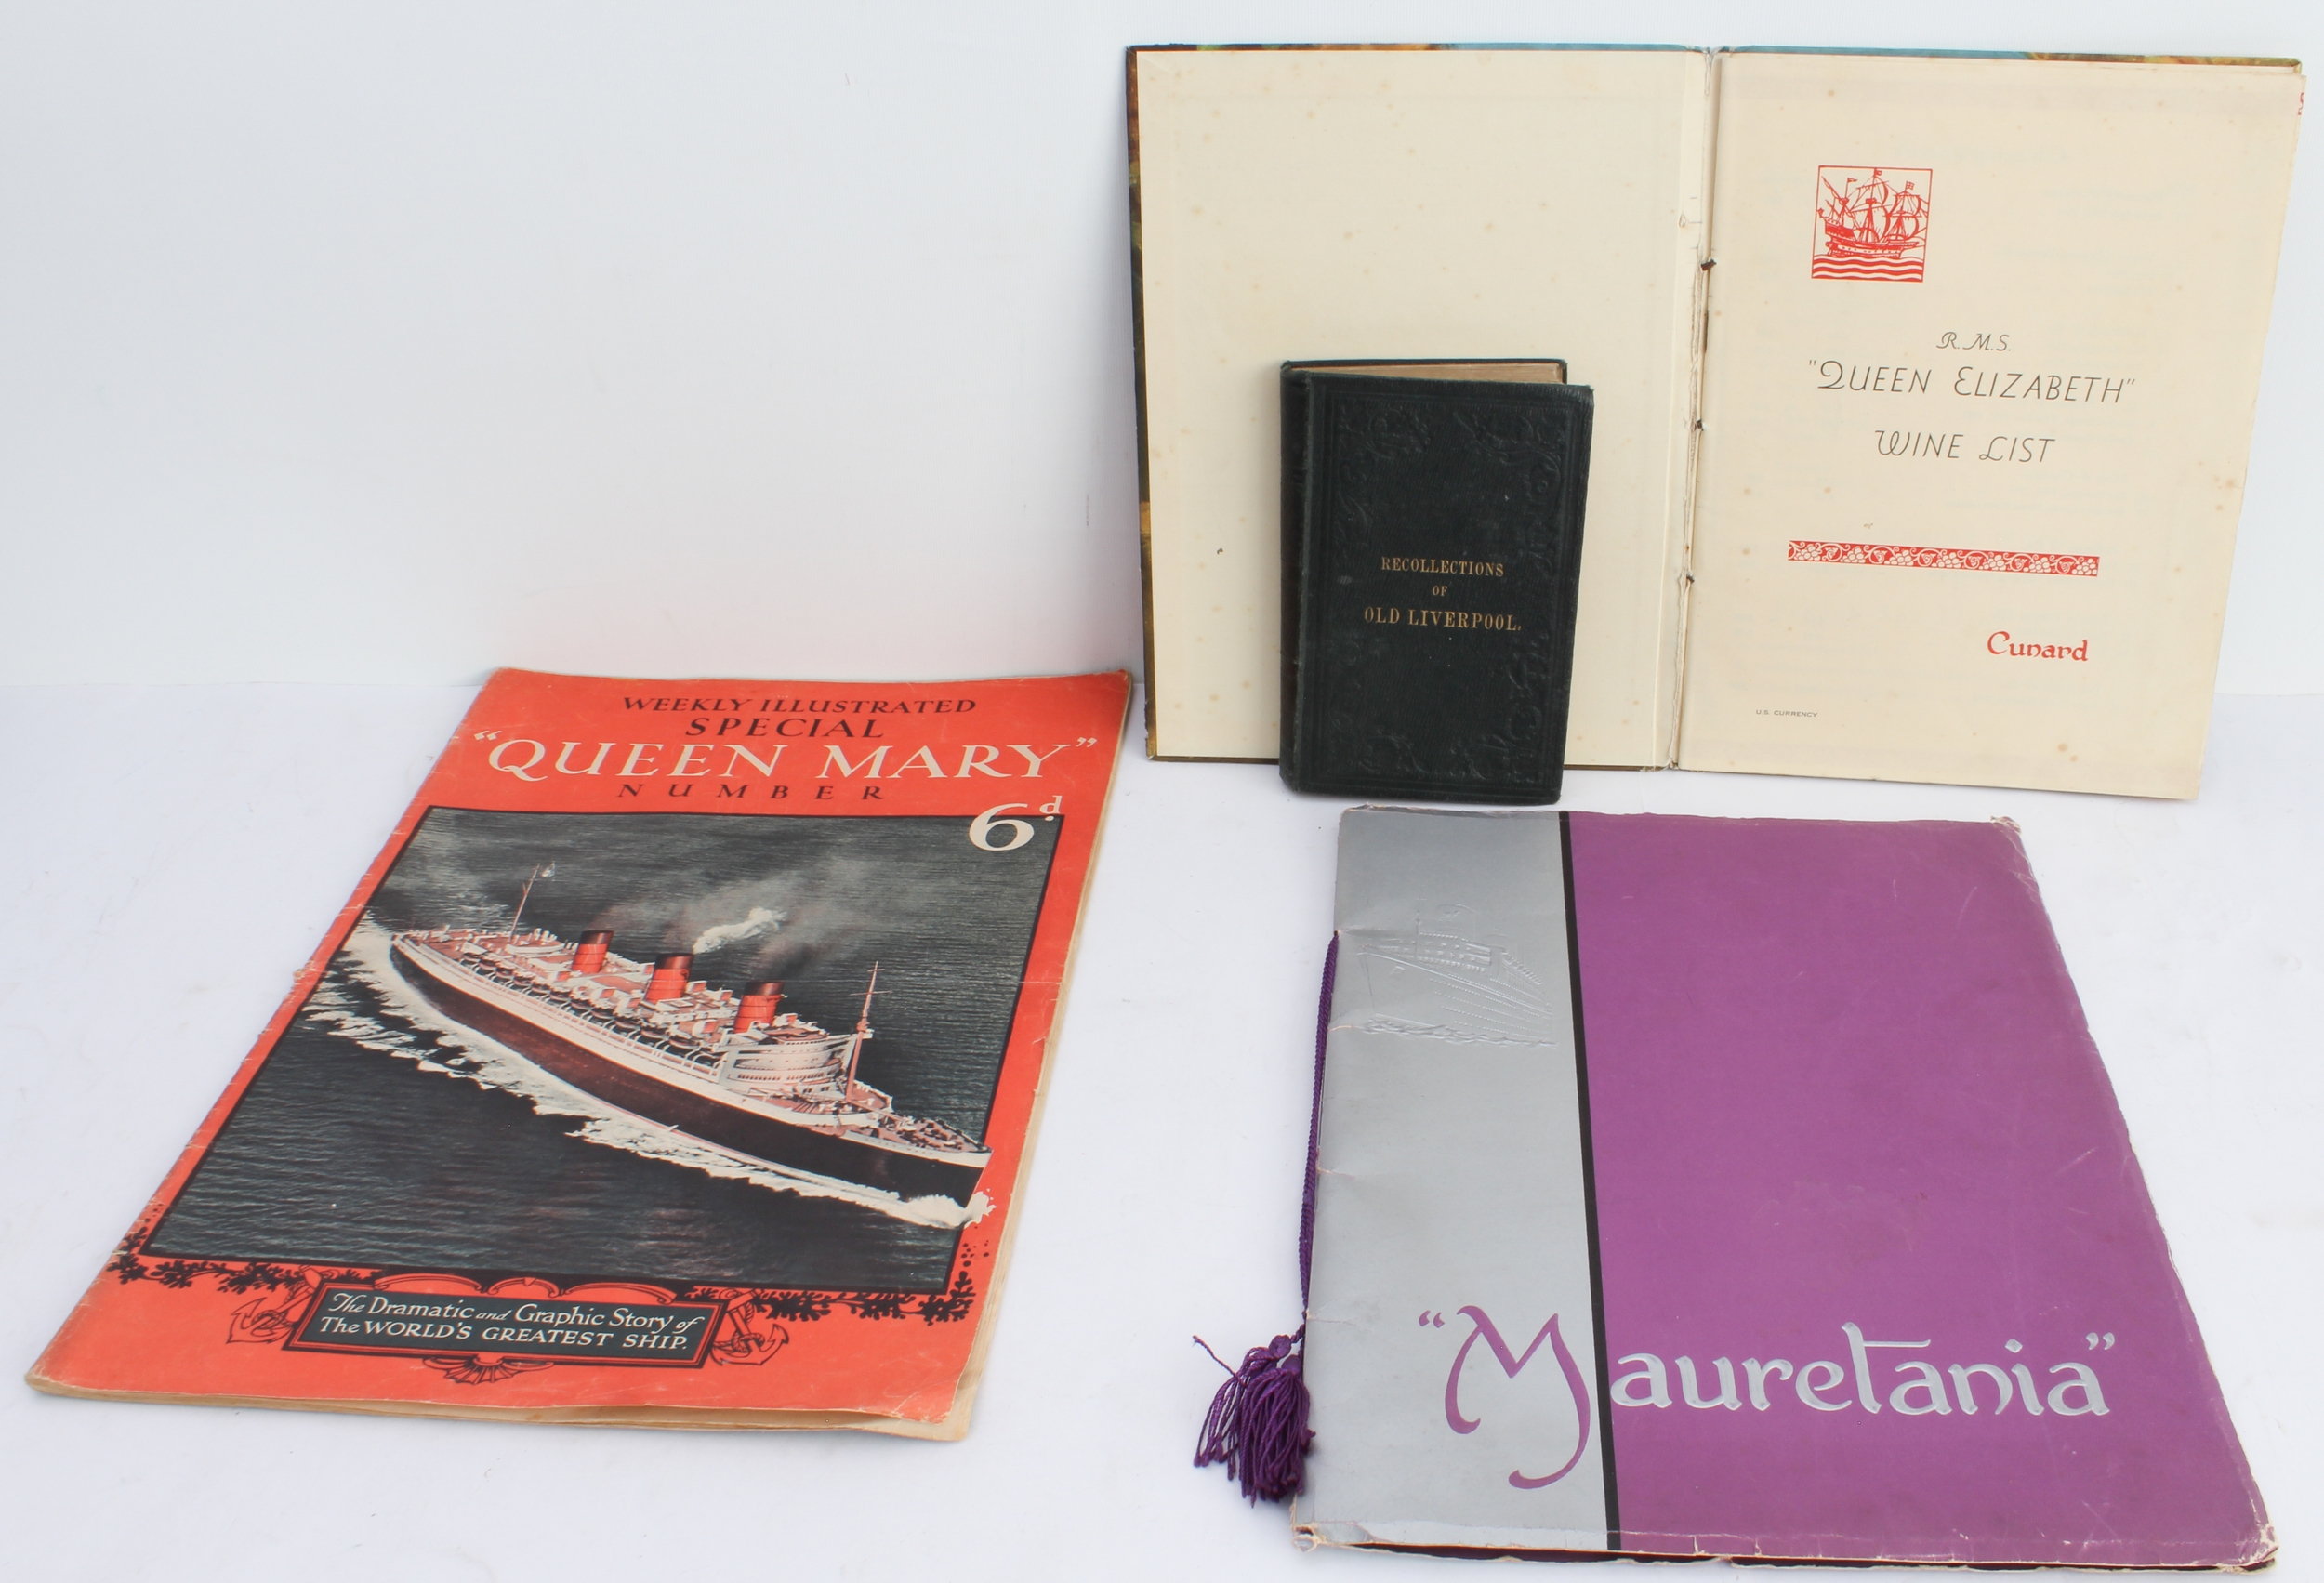 WEEKLY ILLUSTRATED
SPECIAL
"QUEEN MARY"
NUMBER
6d.
The Dramatic and Graphic Story of
The WORLD'S GREATEST SHIP.
RECOLLECTIONS
OF
OLD LIVERPOOL.
R.M.S.
"QUEEN ELIZABETH"
WINE LIST
Cunard
U.S. CURRENCY
"Mauretania"